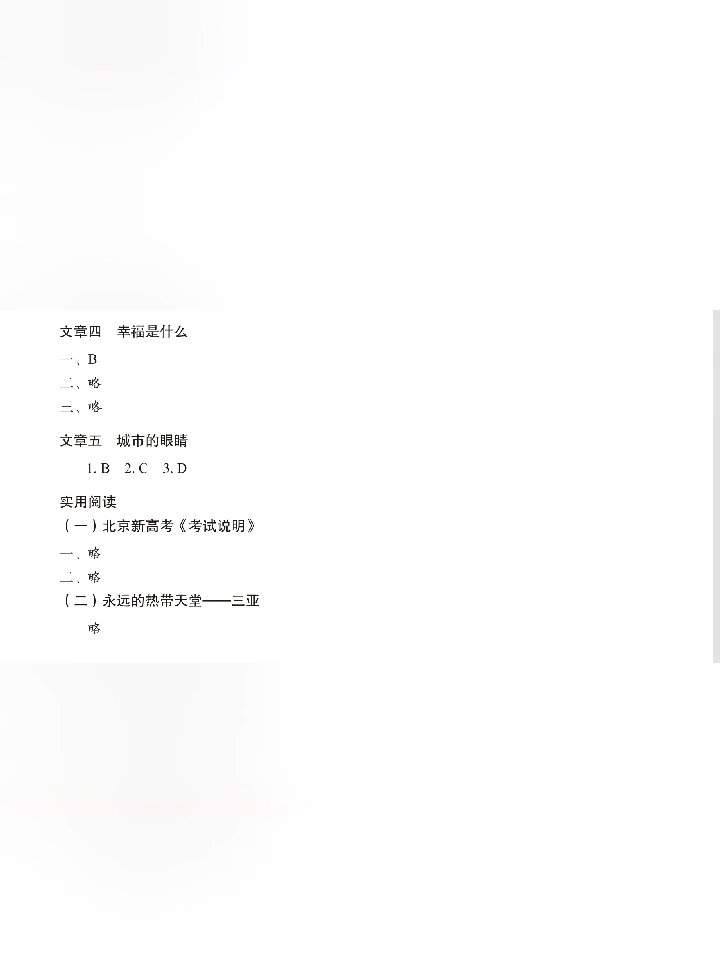 文章四　幸福是什么
一、B
二、略
三、略
文章五　城市的眼睛
1. B　2. C　3. D
实用阅读
（一）北京新高考《考试说明》
一、略
二、略
（二）永远的热带天堂——三亚
略